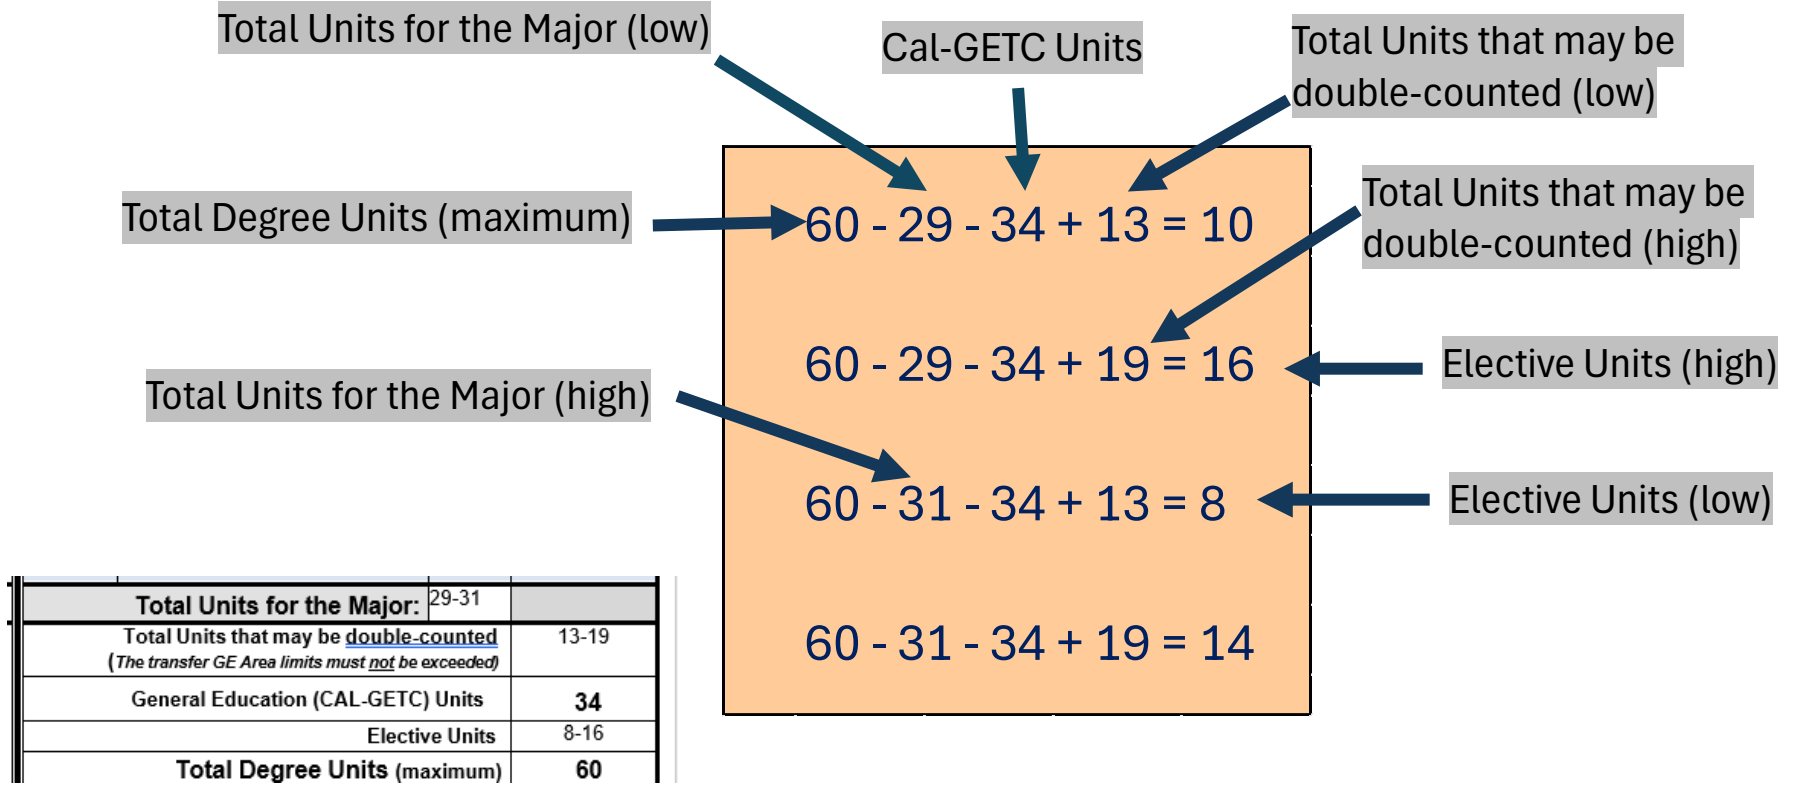 Total Units for the Major (low)
Cal-GETC Units
Total Units that may be
double-counted (low)
Total Degree Units (maximum)
60 - 29 - 34 + 13 = 10
Total Units that may be
double-counted (high)
60 - 29 - 34 + 19 = 16
Elective Units (high)
Total Units for the Major (high)
60 - 31 - 34 + 13 = 8
Elective Units (low)
60 - 31 - 34 + 19 = 14
Total Units for the Major: 29-31
Total Units that may be double-counted 13-19
(The transfer GE Area limits must not be exceeded)
General Education (CAL-GETC) Units 34
Elective Units 8-16
Total Degree Units (maximum) 60